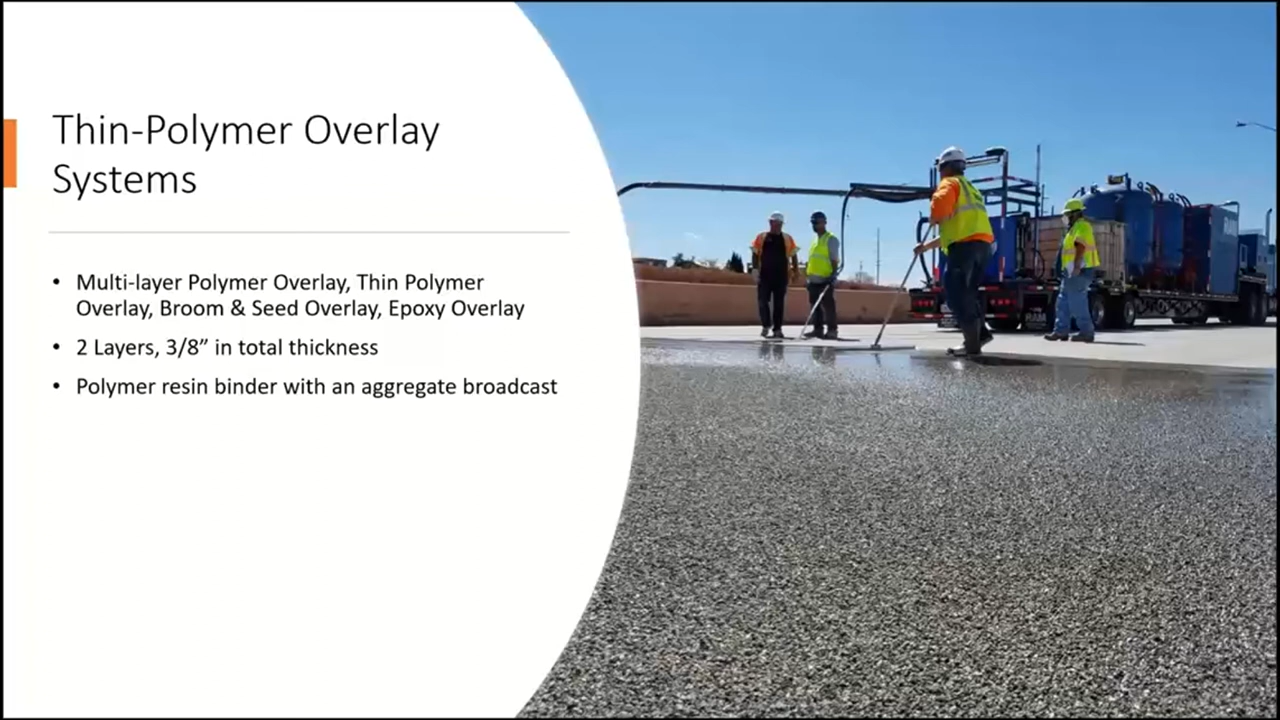 Thin-Polymer Overlay
Systems
• Multi-layer Polymer Overlay, Thin Polymer
Overlay, Broom & Seed Overlay, Epoxy Overlay
• 2 Layers, 3/8” in total thickness
• Polymer resin binder with an aggregate broadcast